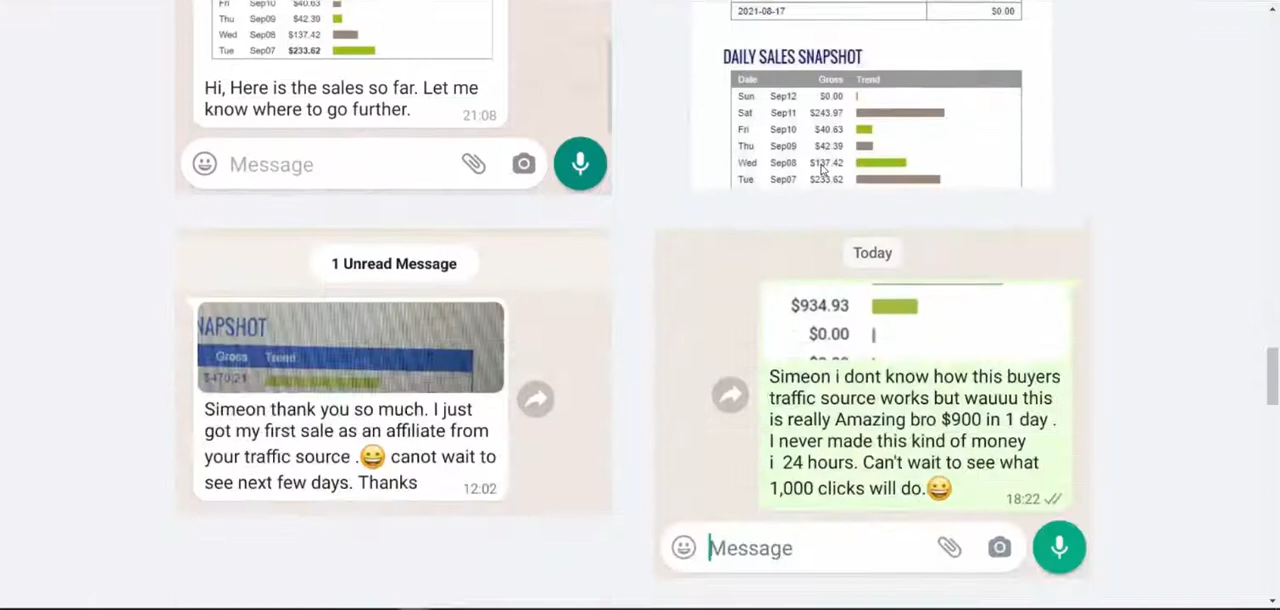 Fri Sep10 $40.63
Thu Sep09 $42.39
Wed Sep08 $137.42
Tue Sep07 $233.62
Hi, Here is the sales so far. Let me
know where to go further.
21:08
Message
2021-08-17 $0.00
DAILY SALES SNAPSHOT
Date Gross Trend
Sun Sep12 $0.00
Sat Sep11 $243.97
Fri Sep10 $40.63
Thu Sep09 $42.39
Wed Sep08 $137.42
Tue Sep07 $233.62
1 Unread Message
NAPSHOT
Gross Trend
$470.21
Simeon thank you so much. I just
got my first sale as an affiliate from
your traffic source .😀 canot wait to
see next few days. Thanks
12:02
Today
$934.93
$0.00
Simeon i dont know how this buyers
traffic source works but wauuu this
is really Amazing bro $900 in 1 day .
I never made this kind of money
i 24 hours. Can't wait to see what
1,000 clicks will do.😀
18:22
Message